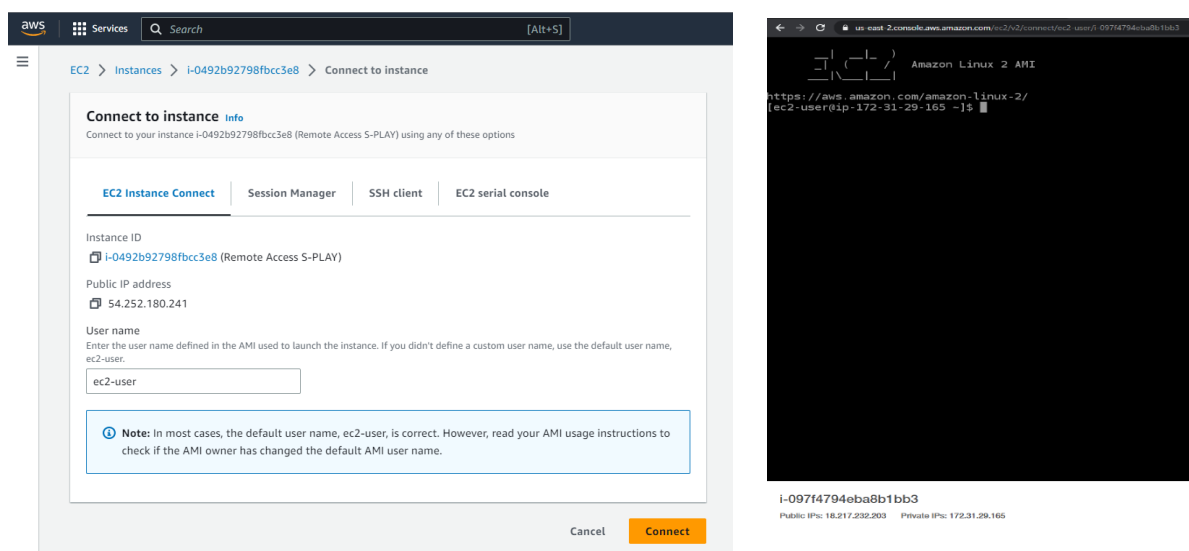 aws
Services
Search [Alt+S]
EC2 > Instances > i-0492b92798fbcc3e8 > Connect to instance
Connect to instance Info
Connect to your instance i-0492b92798fbcc3e8 (Remote Access S-PLAY) using any of these options
EC2 Instance Connect
Session Manager
SSH client
EC2 serial console
Instance ID
i-0492b92798fbcc3e8 (Remote Access S-PLAY)
Public IP address
54.252.180.241
User name
Enter the user name defined in the AMI used to launch the instance. If you didn't define a custom user name, use the default user name,
ec2-user.
ec2-user
Note: In most cases, the default user name, ec2-user, is correct. However, read your AMI usage instructions to
check if the AMI owner has changed the default AMI user name.
Cancel
Connect
us-east-2.console.aws.amazon.com/ec2/v2/connect/ec2-user/i-097f4794eba8b1bb3
Amazon Linux 2 AMI
https://aws.amazon.com/amazon-linux-2/
[ec2-user@ip-172-31-29-165 ~]$
i-097f4794eba8b1bb3
Public IPs: 18.217.232.203 Private IPs: 172.31.29.165